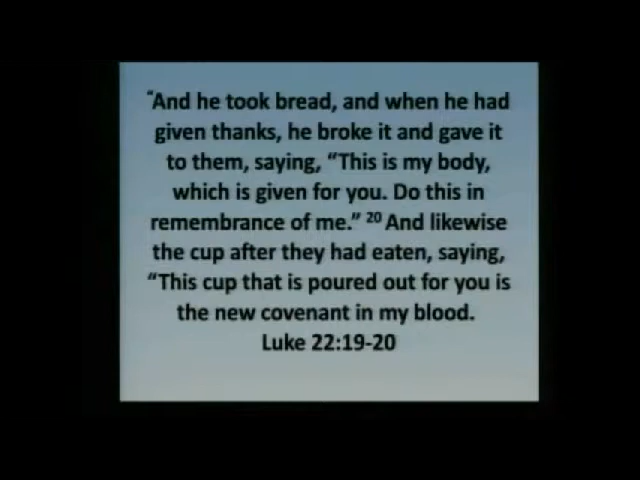 “And he took bread, and when he had
given thanks, he broke it and gave it
to them, saying, “This is my body,
which is given for you. Do this in
remembrance of me.” 20 And likewise
the cup after they had eaten, saying,
“This cup that is poured out for you is
the new covenant in my blood.
Luke 22:19-20